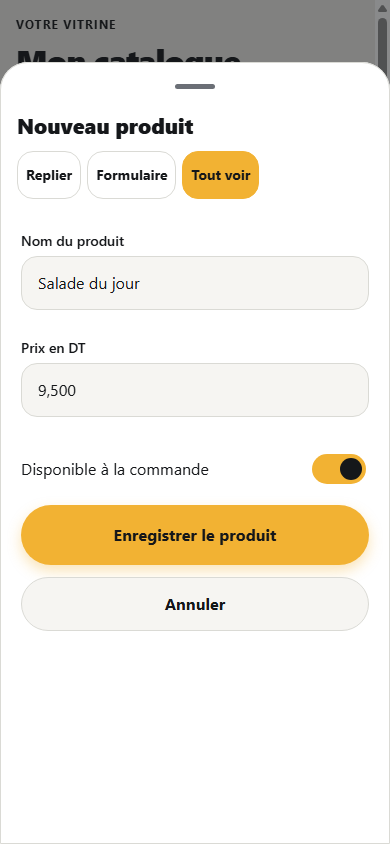 VOTRE VITRINE
Mon catalogue
Nouveau produit
Replier
Formulaire
Tout voir
Nom du produit
Salade du jour
Prix en DT
9,500
Disponible à la commande
Enregistrer le produit
Annuler